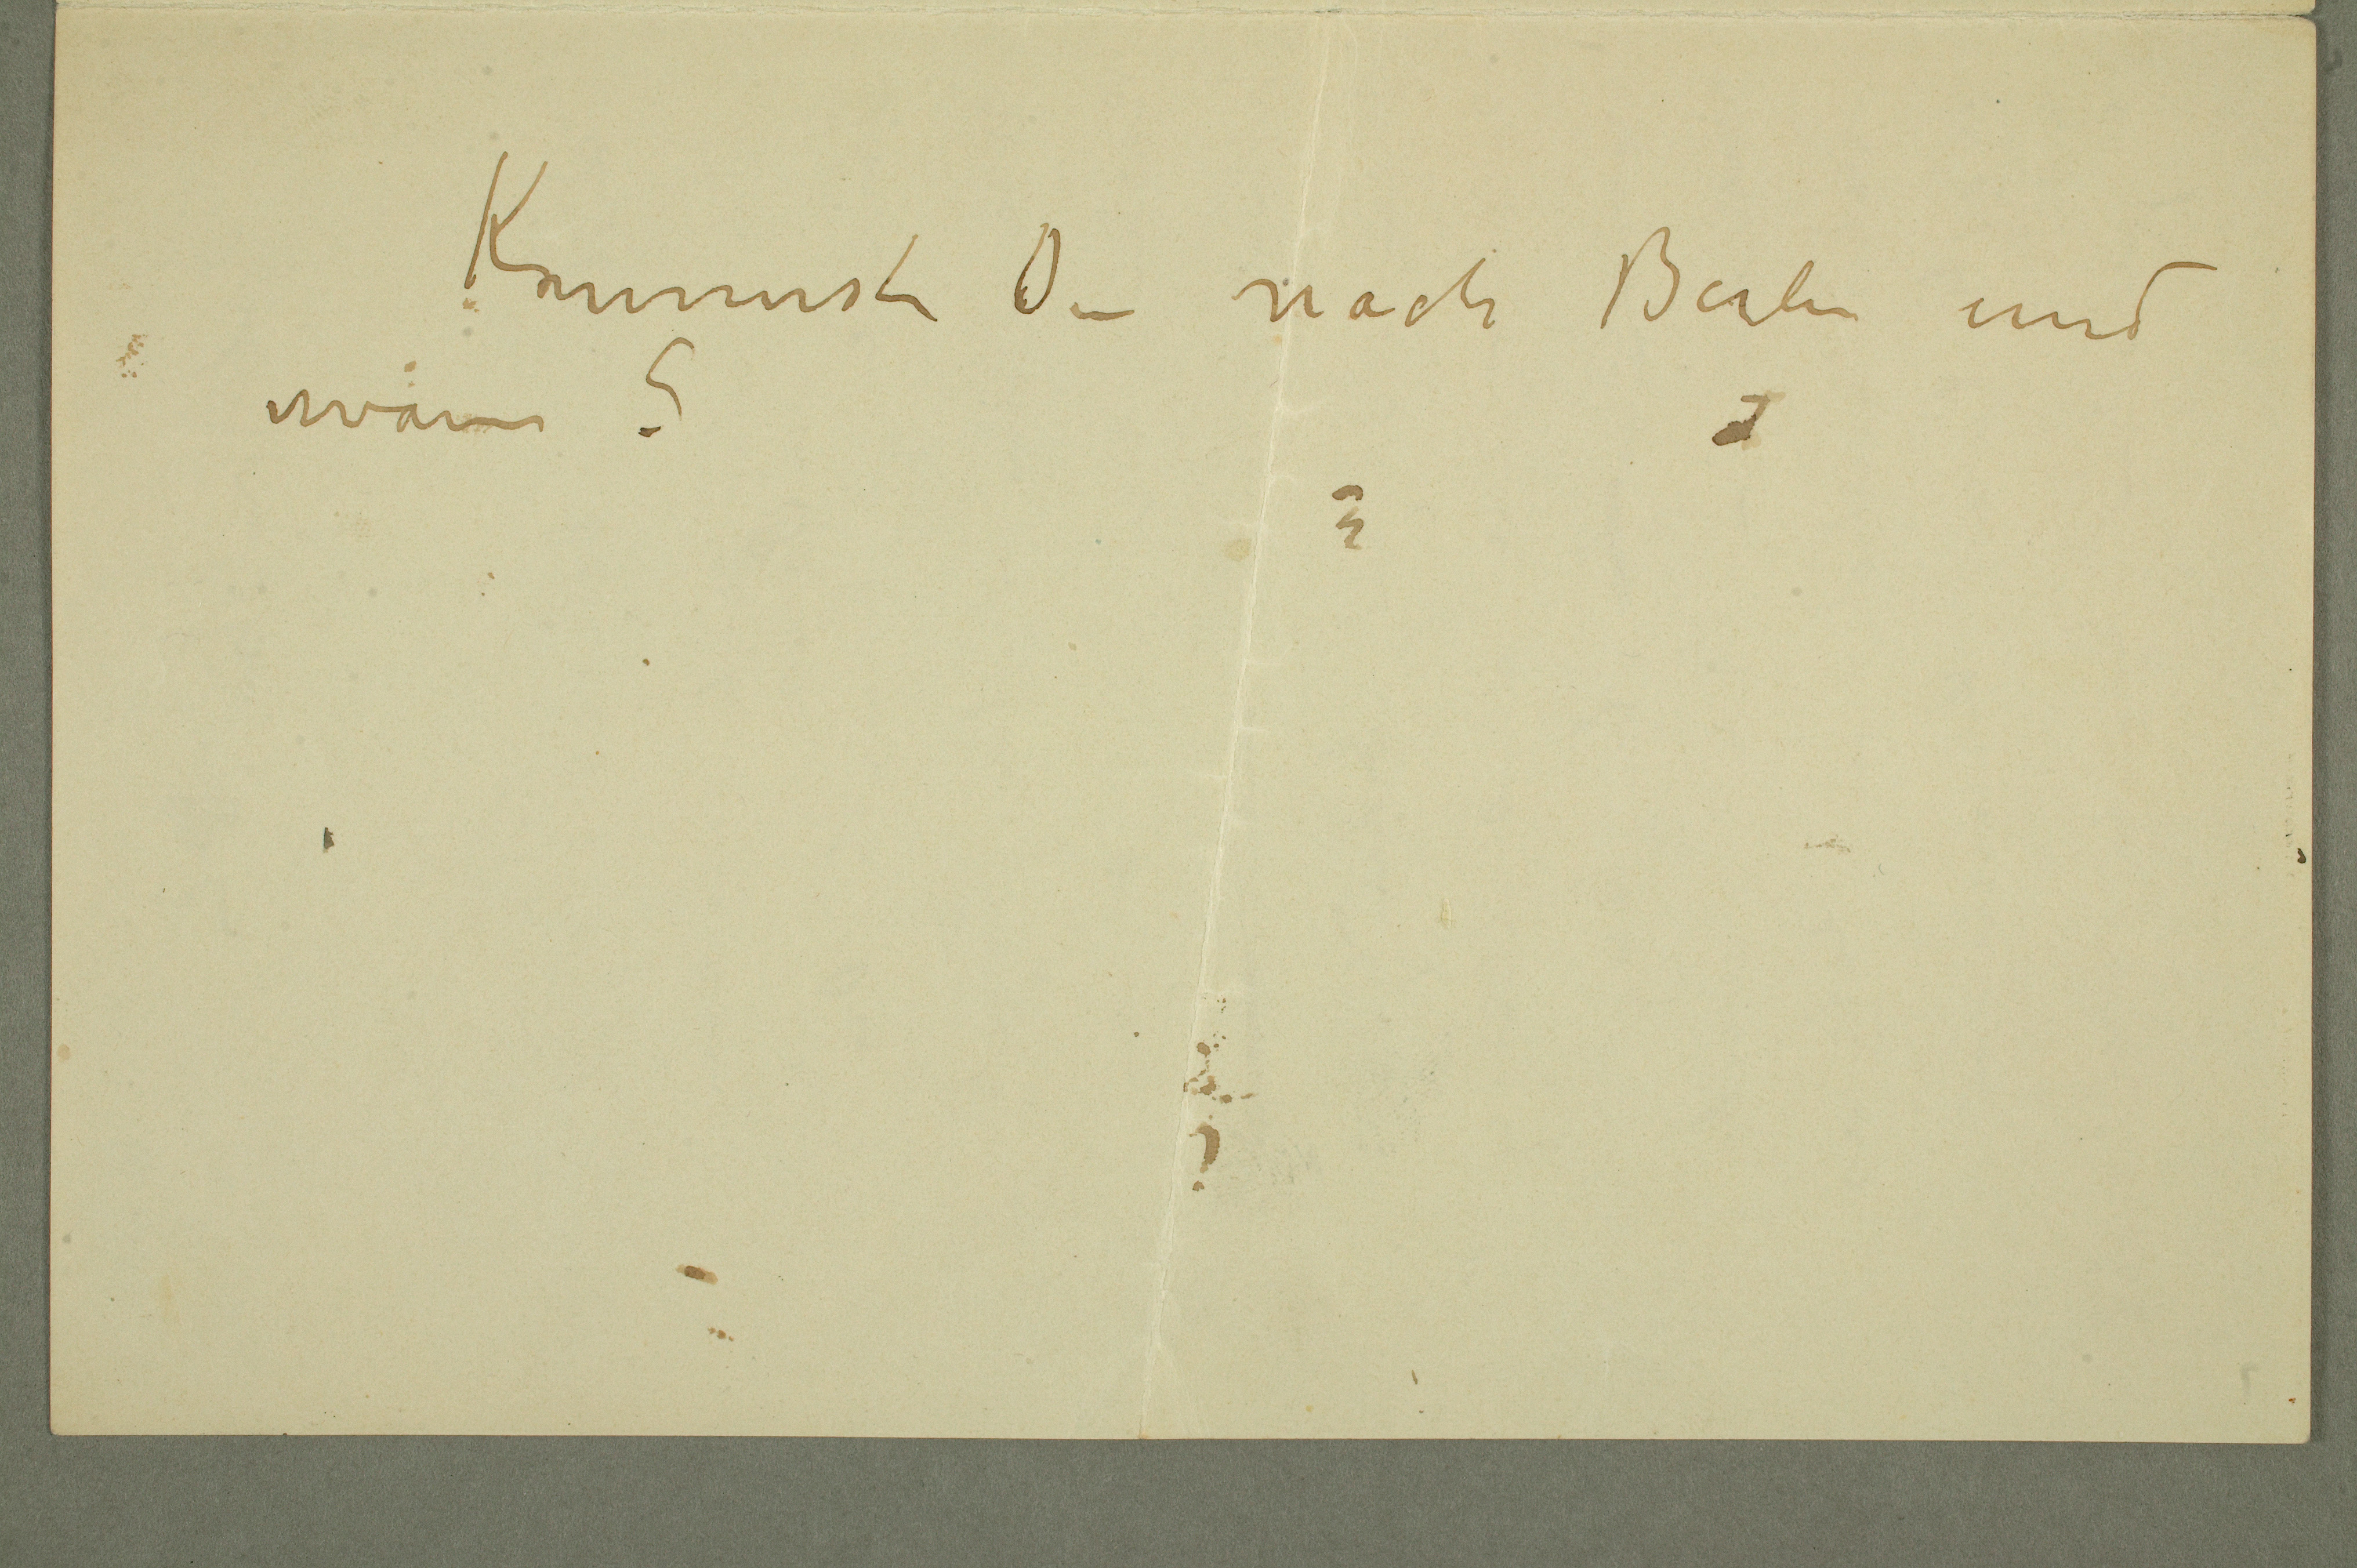 Kommst Du nach Berlin und
wann?